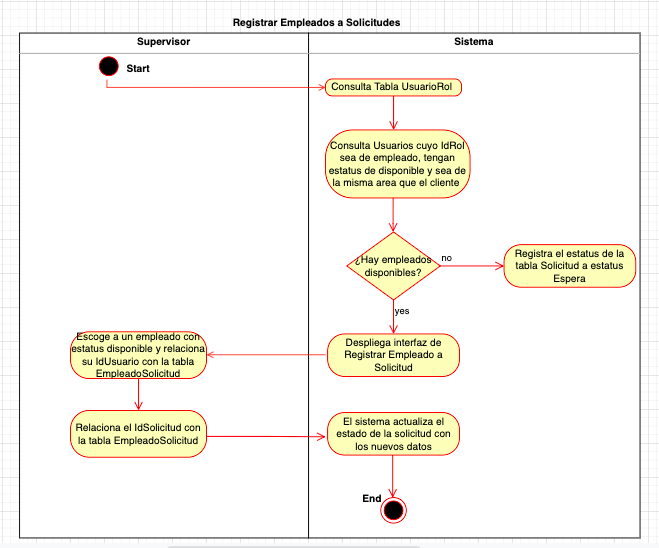 Registrar Empleados a Solicitudes
Supervisor
Sistema
Start
Consulta Tabla UsuarioRol
Consulta Usuarios cuyo IdRol
sea de empleado, tengan
estatus de disponible y sea de
la misma area que el cliente
¿Hay empleados
disponibles?
no
Registra el estatus de la
tabla Solicitud a estatus
Espera
yes
Despliega interfaz de
Registrar Empleado a
Solicitud
Escoge a un empleado con
estatus disponible y relaciona
su IdUsuario con la tabla
EmpleadoSolicitud
Relaciona el IdSolicitud con
la tabla EmpleadoSolicitud
El sistema actualiza el
estado de la solicitud con
los nuevos datos
End